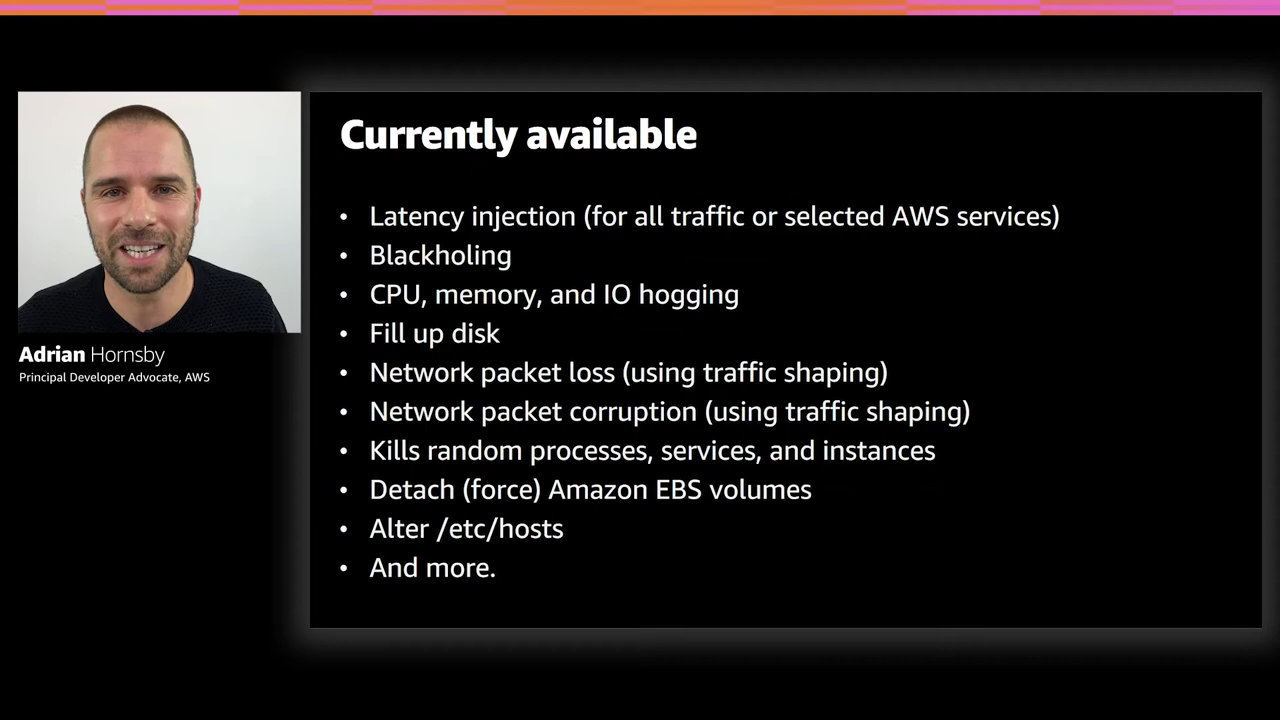 Currently available
• Latency injection (for all traffic or selected AWS services)
• Blackholing
• CPU, memory, and IO hogging
• Fill up disk
• Network packet loss (using traffic shaping)
• Network packet corruption (using traffic shaping)
• Kills random processes, services, and instances
• Detach (force) Amazon EBS volumes
• Alter /etc/hosts
• And more.
Adrian Hornsby
Principal Developer Advocate, AWS